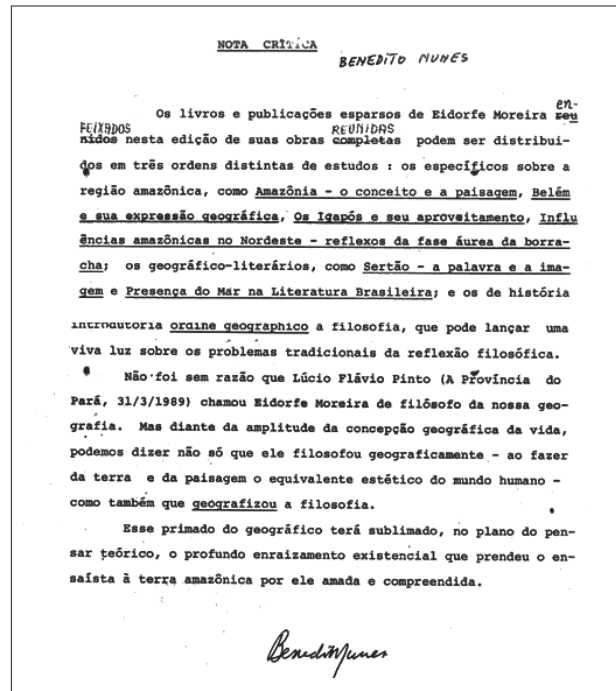 NOTA CRÍTICA
BENEDITO NUNES
en-
Os livros e publicações esparsos de Eidorfe Moreira reu
FEIXADOS REUNIDAS
nidos nesta edição de suas obras completas podem ser distribui-
dos em três ordens distintas de estudos : os específicos sobre a
região amazônica, como Amazônia - o conceito e a paisagem, Belém
e sua expressão geográfica, Os Igapós e seu aproveitamento, Influ
ências amazônicas no Nordeste - reflexos da fase áurea da borra-
cha; os geográfico-literários, como Sertão - a palavra e a ima-
gem e Presença do Mar na Literatura Brasileira; e os de história
introdutória ordine geographico a filosofia, que pode lançar uma
viva luz sobre os problemas tradicionais da reflexão filosófica.
Não foi sem razão que Lúcio Flávio Pinto (A Província do
Pará, 31/3/1989) chamou Eidorfe Moreira de filósofo da nossa geo-
grafia. Mas diante da amplitude da concepção geográfica da vida,
podemos dizer não só que ele filosofou geograficamente - ao fazer
da terra e da paisagem o equivalente estético do mundo humano -
como também que geografizou a filosofia.
Esse primado do geográfico terá sublimado, no plano do pen-
sar teórico, o profundo enraizamento existencial que prendeu o en-
saísta à terra amazônica por ele amada e compreendida.
Benedito Nunes